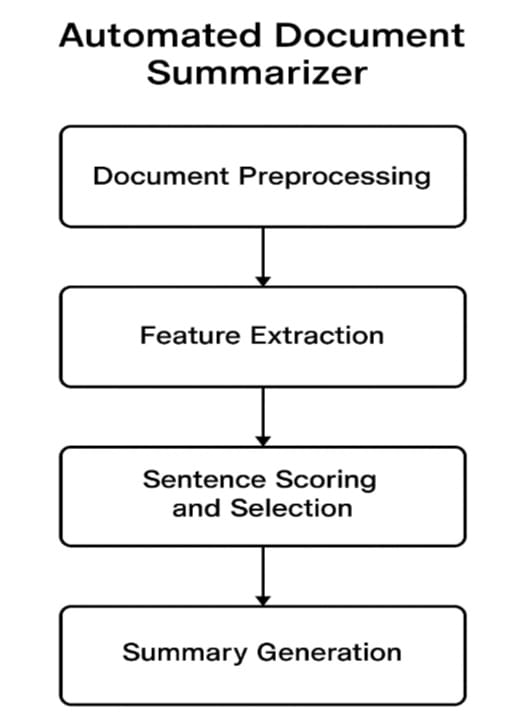 Automated Document
Summarizer
Document Preprocessing
Feature Extraction
Sentence Scoring
and Selection
Summary Generation